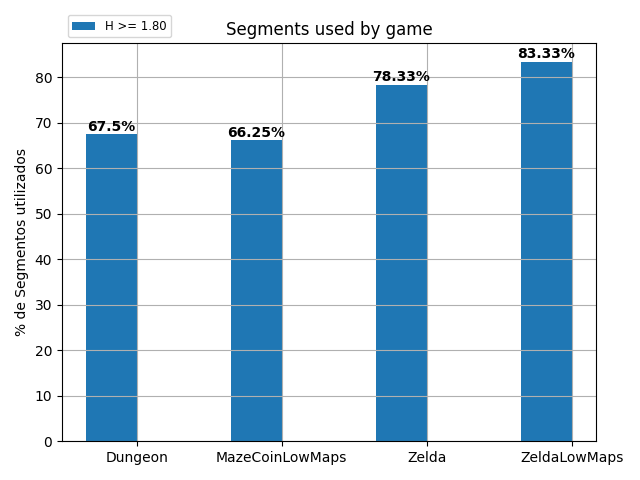 H >= 1.80
Segments used by game
% de Segmentos utilizados
80
70
60
50
40
30
20
10
0
67.5%
66.25%
78.33%
83.33%
Dungeon
MazeCoinLowMaps
Zelda
ZeldaLowMaps